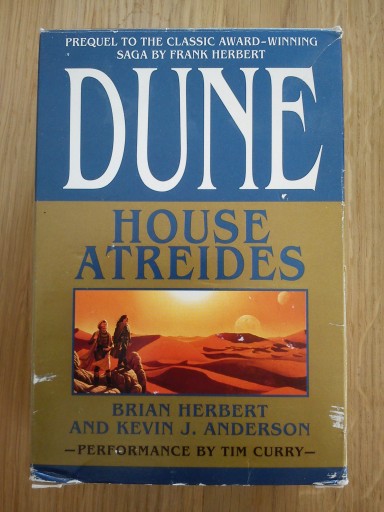 PREQUEL TO THE CLASSIC AWARD-WINNING
SAGA BY FRANK HERBERT
DUNE
HOUSE
ATREIDES
BRIAN HERBERT
AND KEVIN J. ANDERSON
—PERFORMANCE BY TIM CURRY—